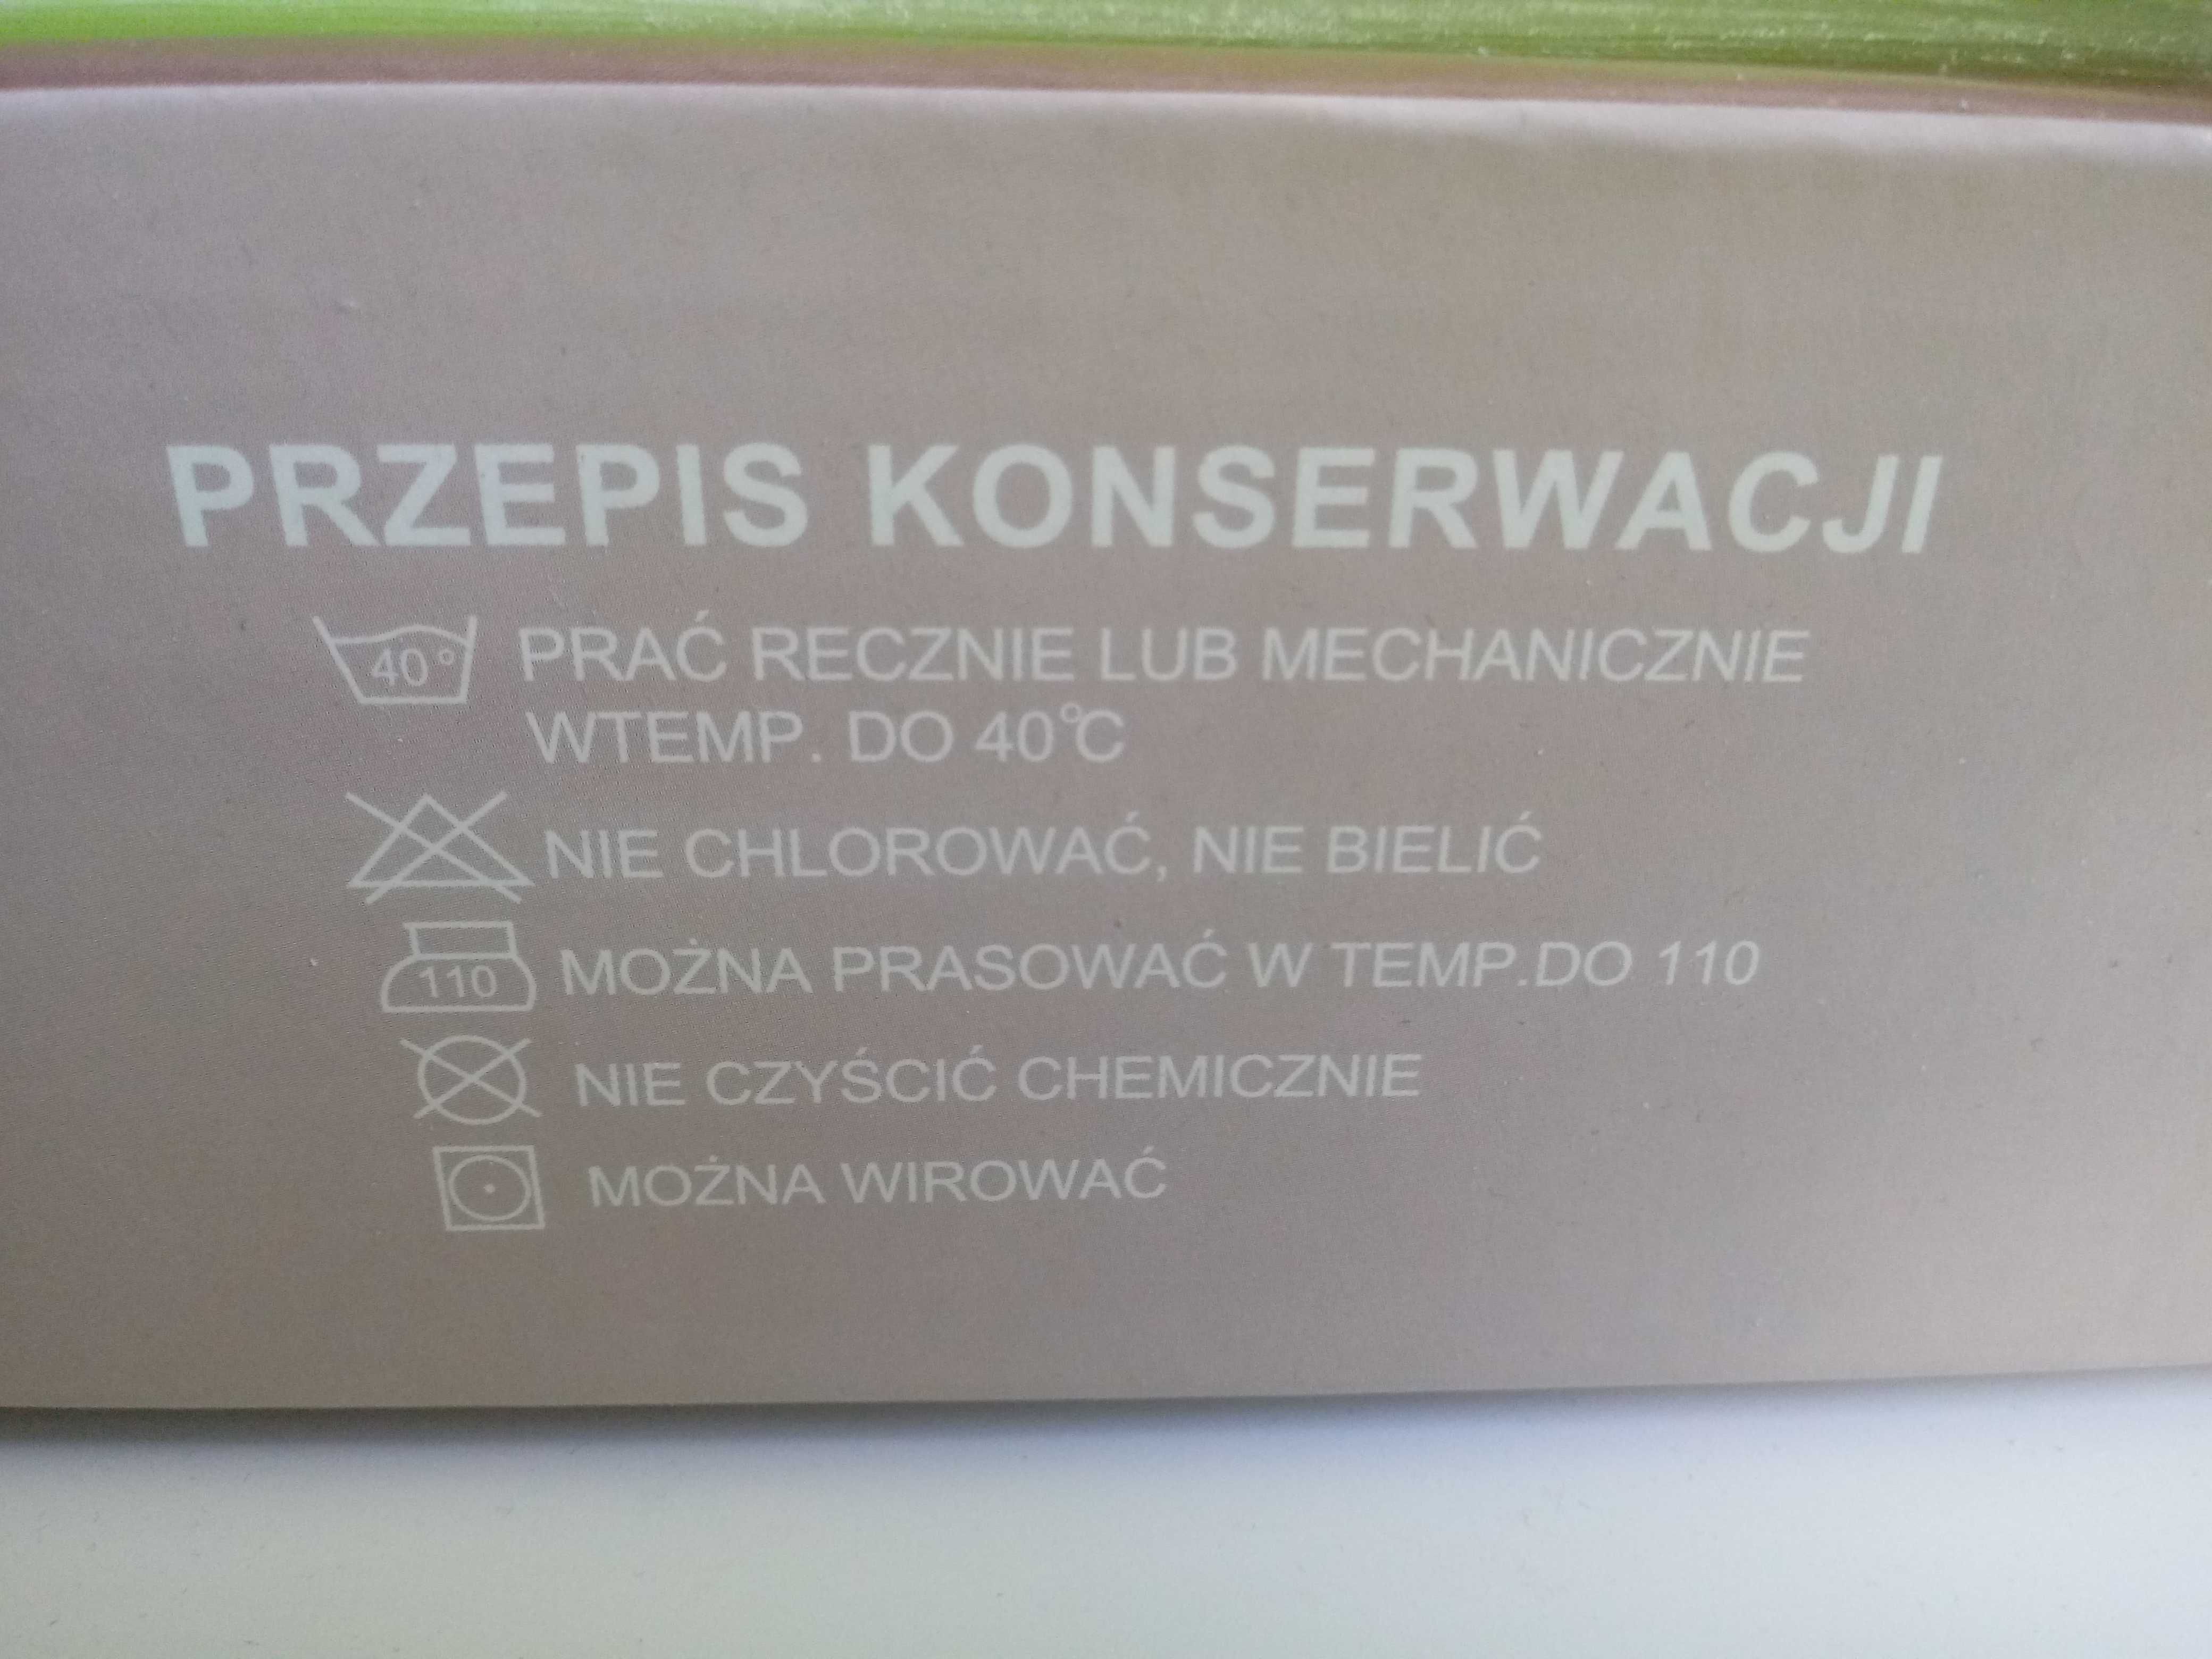 PRZEPIS KONSERWACJI
40° PRAĆ RECZNIE LUB MECHANICZNIE
WTEMP. DO 40°C
NIE CHLOROWAĆ, NIE BIELIĆ
110 MOŻNA PRASOWAĆ W TEMP.DO 110
NIE CZYŚCIĆ CHEMICZNIE
MOŻNA WIROWAĆ